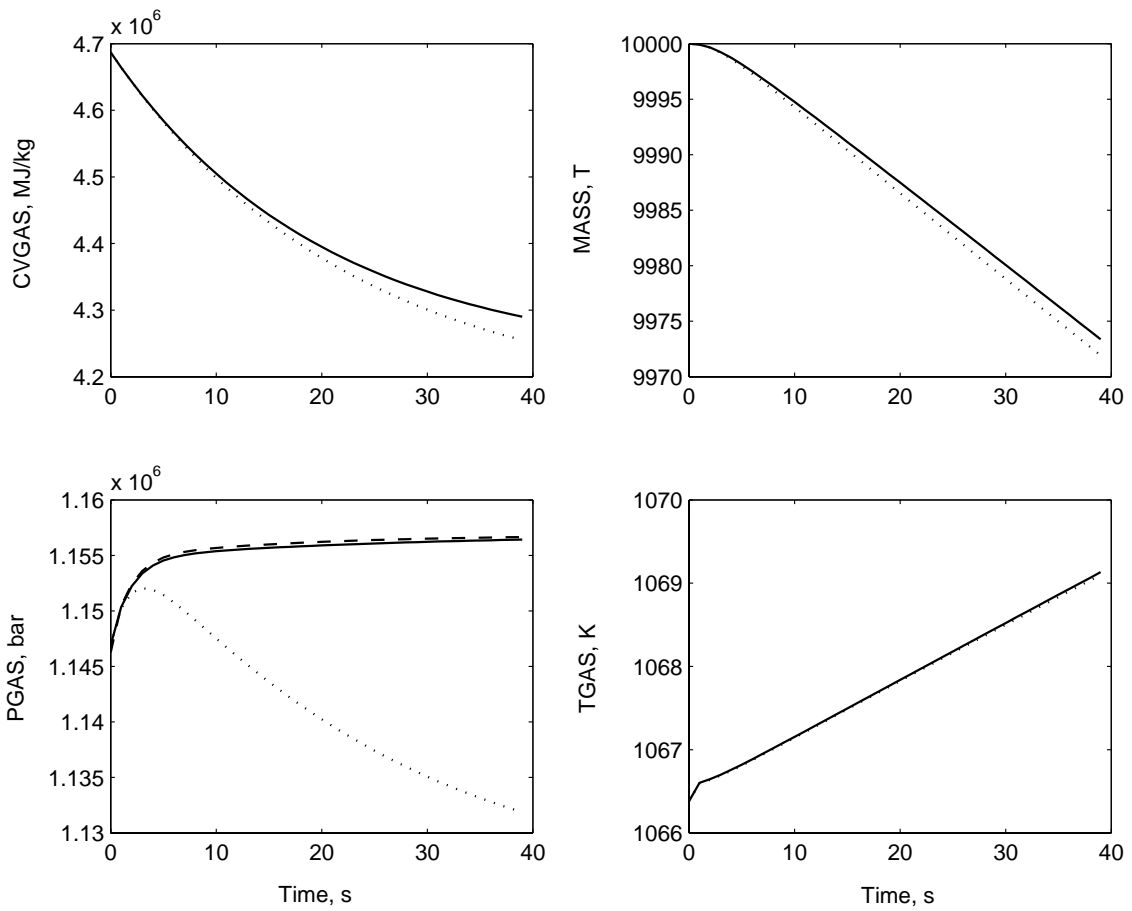 x 10^6
4.7
4.6
4.5
4.4
4.3
4.2
0 10 20 30 40
CVGAS, MJ/kg
10000
9995
9990
9985
9980
9975
9970
0 10 20 30 40
MASS, T
x 10^6
1.16
1.155
1.15
1.145
1.14
1.135
1.13
0 10 20 30 40
PGAS, bar
Time, s
1070
1069
1068
1067
1066
0 10 20 30 40
TGAS, K
Time, s